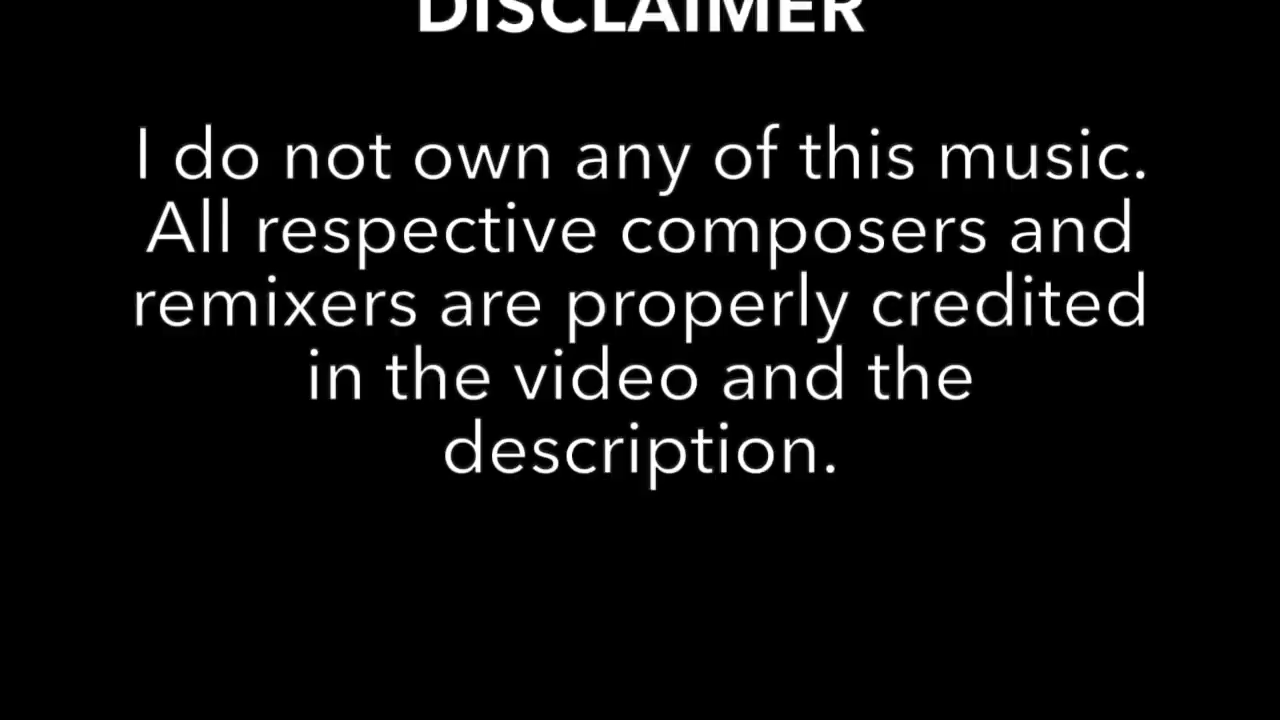 DISCLAIMER
I do not own any of this music.
All respective composers and
remixers are properly credited
in the video and the
description.